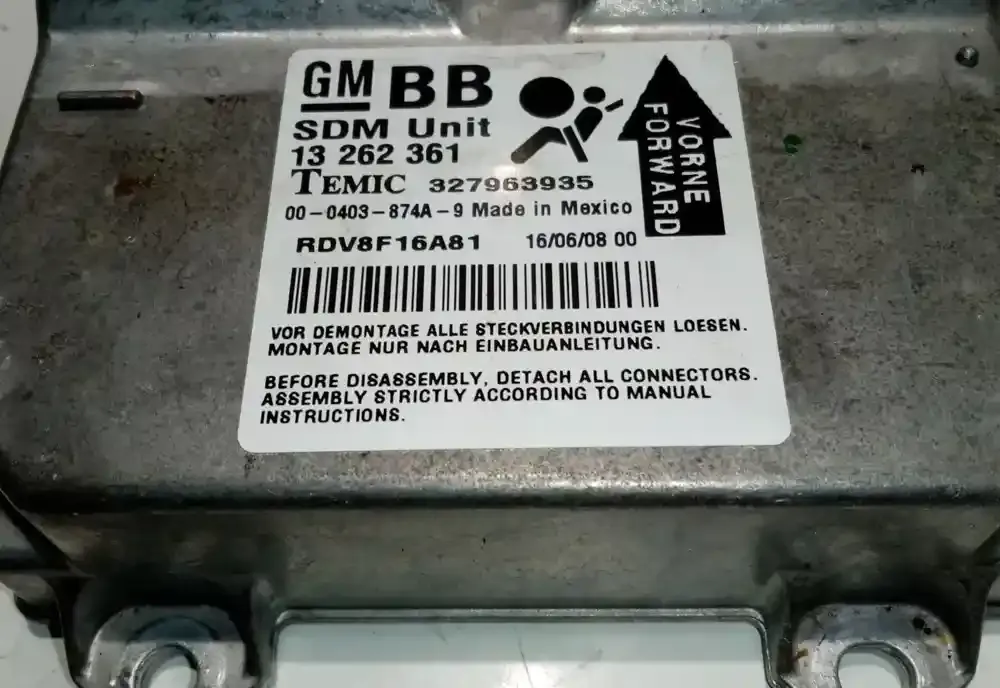 GM BB
SDM Unit
13 262 361
TEMIC 327963935
00-0403-874A-9 Made in Mexico
RDV8F16A81 16/06/08 00
VORNE
FORWARD
VOR DEMONTAGE ALLE STECKVERBINDUNGEN LOESEN.
MONTAGE NUR NACH EINBAUANLEITUNG.
BEFORE DISASSEMBLY, DETACH ALL CONNECTORS.
ASSEMBLY STRICTLY ACCORDING TO MANUAL
INSTRUCTIONS.